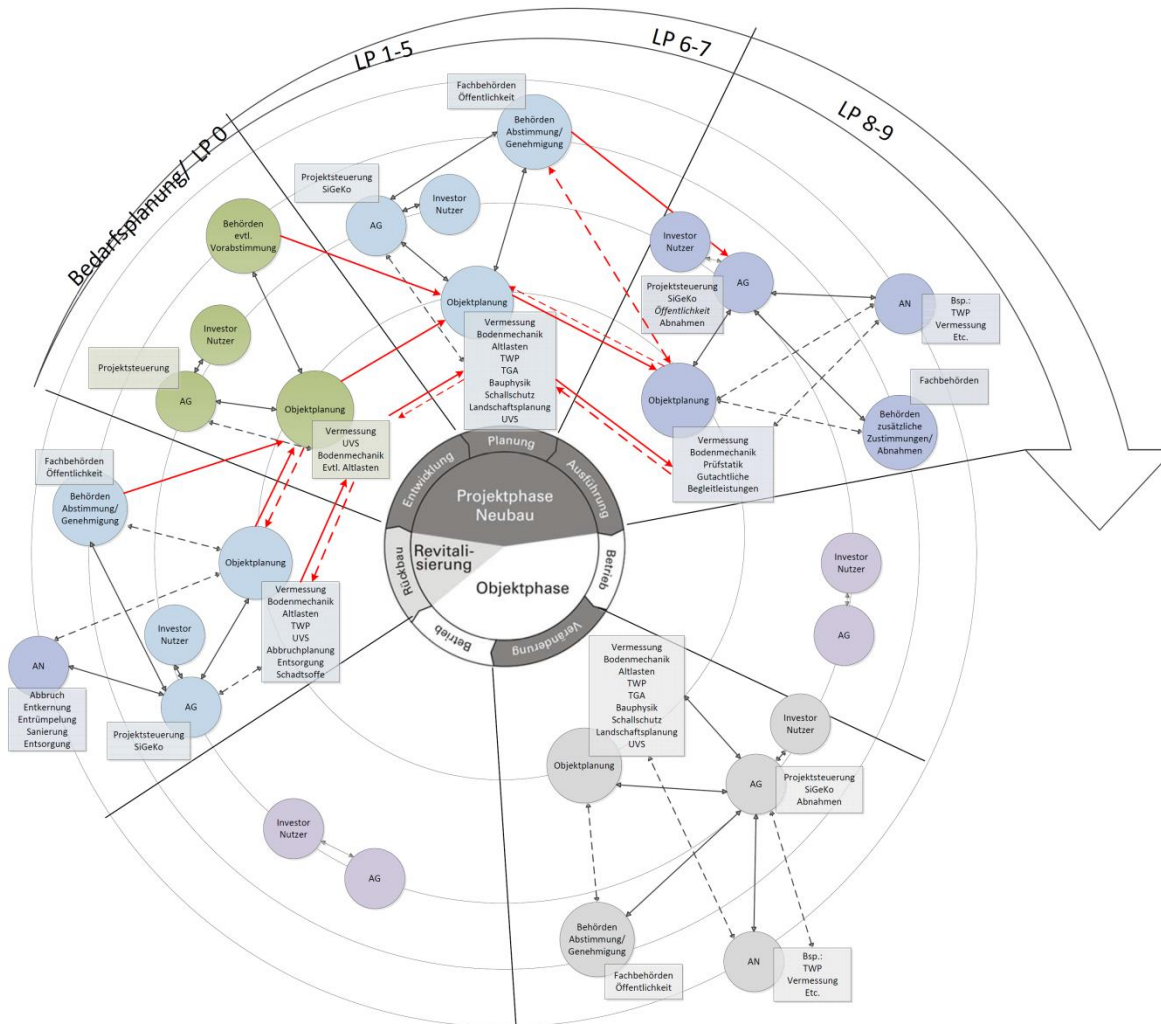 Bedarfsplanung/ LP 0
LP 1-5
LP 6-7
LP 8-9
Fachbehörden
Öffentlichkeit
Behörden
Abstimmung/
Genehmigung
Projektsteuerung
SiGeKo
Investor
Nutzer
AG
Objektplanung
Vermessung
Bodenmechanik
Altlasten
TWP
TGA
Bauphysik
Schallschutz
Landschaftsplanung
UVS
Behörden
evtl.
Vorabstimmung
Investor
Nutzer
Projektsteuerung
AG
Objektplanung
Vermessung
UVS
Bodenmechanik
Evtl. Altlasten
Investor
Nutzer
AG
Projektsteuerung
SiGeKo
Öffentlichkeit
Abnahmen
AN
Bsp.:
TWP
Vermessung
Etc.
Objektplanung
Fachbehörden
Behörden
zusätzliche
Zustimmungen/
Abnahmen
Vermessung
Bodenmechanik
Prüfstatik
Gutachtliche
Begleitleistungen
Fachbehörden
Öffentlichkeit
Behörden
Abstimmung/
Genehmigung
Objektplanung
Vermessung
Bodenmechanik
Altlasten
TWP
UVS
Abbruchplanung
Entsorgung
Schadtsoffe
Investor
Nutzer
AN
Abbruch
Entkernung
Entrümpelung
Sanierung
Entsorgung
AG
Projektsteuerung
SiGeKo
Entwicklung
Planung
Ausführung
Projektphase
Neubau
Revitali-
sierung
Objektphase
Rückbau
Betrieb
Veränderung
Betrieb
Investor
Nutzer
AG
Vermessung
Bodenmechanik
Altlasten
TWP
TGA
Bauphysik
Schallschutz
Landschaftsplanung
UVS
Investor
Nutzer
Objektplanung
AG
Projektsteuerung
SiGeKo
Abnahmen
Investor
Nutzer
AG
Behörden
Abstimmung/
Genehmigung
Fachbehörden
Öffentlichkeit
AN
Bsp.:
TWP
Vermessung
Etc.